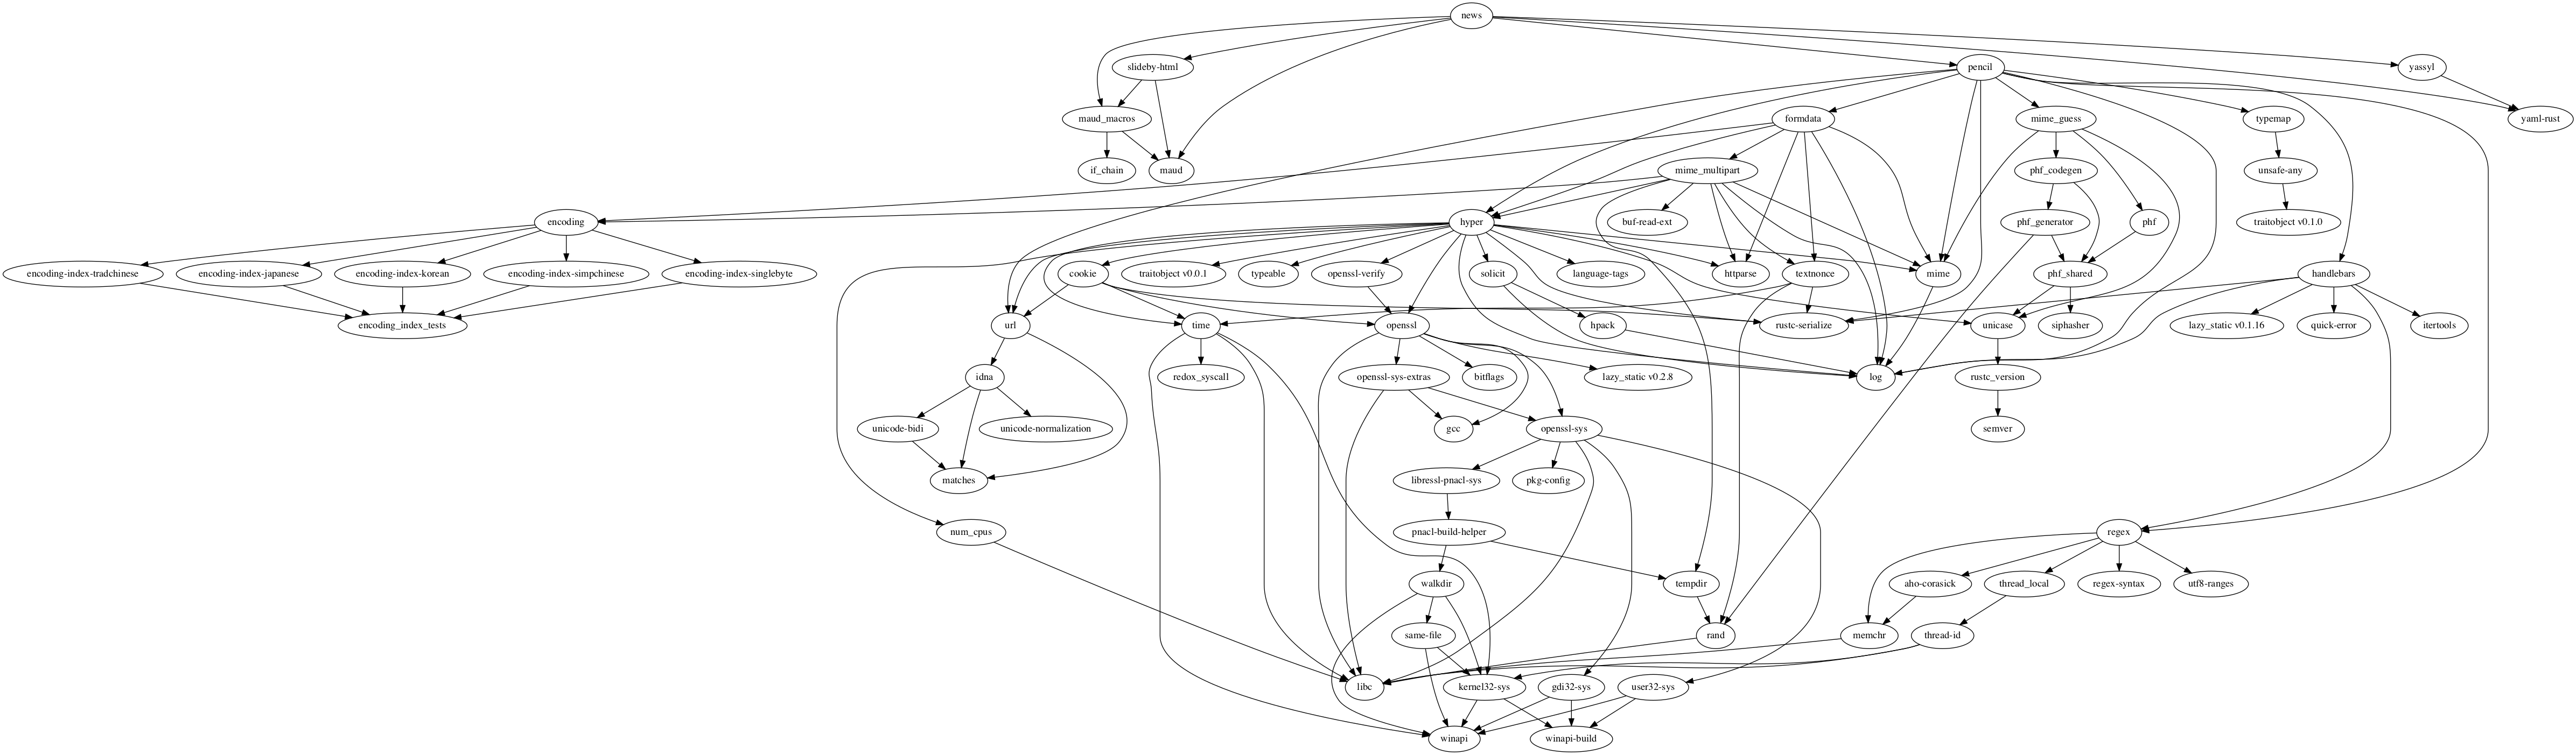 news
slideby-html
pencil
yassyl
maud_macros
formdata
mime_guess
typemap
yaml-rust
if_chain
maud
mime_multipart
phf_codegen
unsafe-any
encoding
hyper
buf-read-ext
phf_generator
phf
traitobject v0.1.0
encoding-index-tradchinese
encoding-index-japanese
encoding-index-korean
encoding-index-simpchinese
encoding-index-singlebyte
cookie
traitobject v0.0.1
typeable
openssl-verify
solicit
language-tags
httparse
textnonce
mime
phf_shared
handlebars
encoding_index_tests
url
time
openssl
hpack
rustc-serialize
unicase
siphasher
lazy_static v0.1.16
quick-error
itertools
idna
redox_syscall
openssl-sys-extras
bitflags
lazy_static v0.2.8
log
rustc_version
unicode-bidi
unicode-normalization
gcc
openssl-sys
semver
matches
libressl-pnacl-sys
pkg-config
num_cpus
pnacl-build-helper
regex
walkdir
tempdir
aho-corasick
thread_local
regex-syntax
utf8-ranges
same-file
rand
memchr
thread-id
libc
kernel32-sys
gdi32-sys
user32-sys
winapi
winapi-build